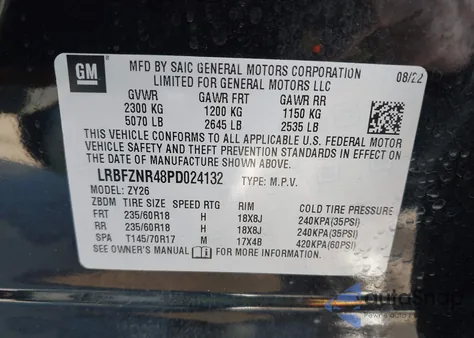 GM
MFD BY SAIC GENERAL MOTORS CORPORATION
LIMITED FOR GENERAL MOTORS LLC
08/22
GVWR GAWR FRT GAWR RR
2300 KG 1200 KG 1150 KG
5070 LB 2645 LB 2535 LB
THIS VEHICLE CONFORMS TO ALL APPLICABLE U.S. FEDERAL MOTOR
VEHICLE SAFETY AND THEFT PREVENTION STANDARDS IN EFFECT ON
THE DATE OF MANUFACTURE SHOWN ABOVE.
LRBFZNR48PD024132 TYPE: M.P.V.
MODEL: ZY26
ZBDM TIRE SIZE SPEED RTG RIM COLD TIRE PRESSURE
FRT 235/60R18 H 18X8J 240KPA(35PSI)
RR 235/60R18 H 18X8J 240KPA(35PSI)
SPA T145/70R17 M 17X4B 420KPA(60PSI)
SEE OWNER'S MANUAL FOR MORE INFORMATION.
autosnap